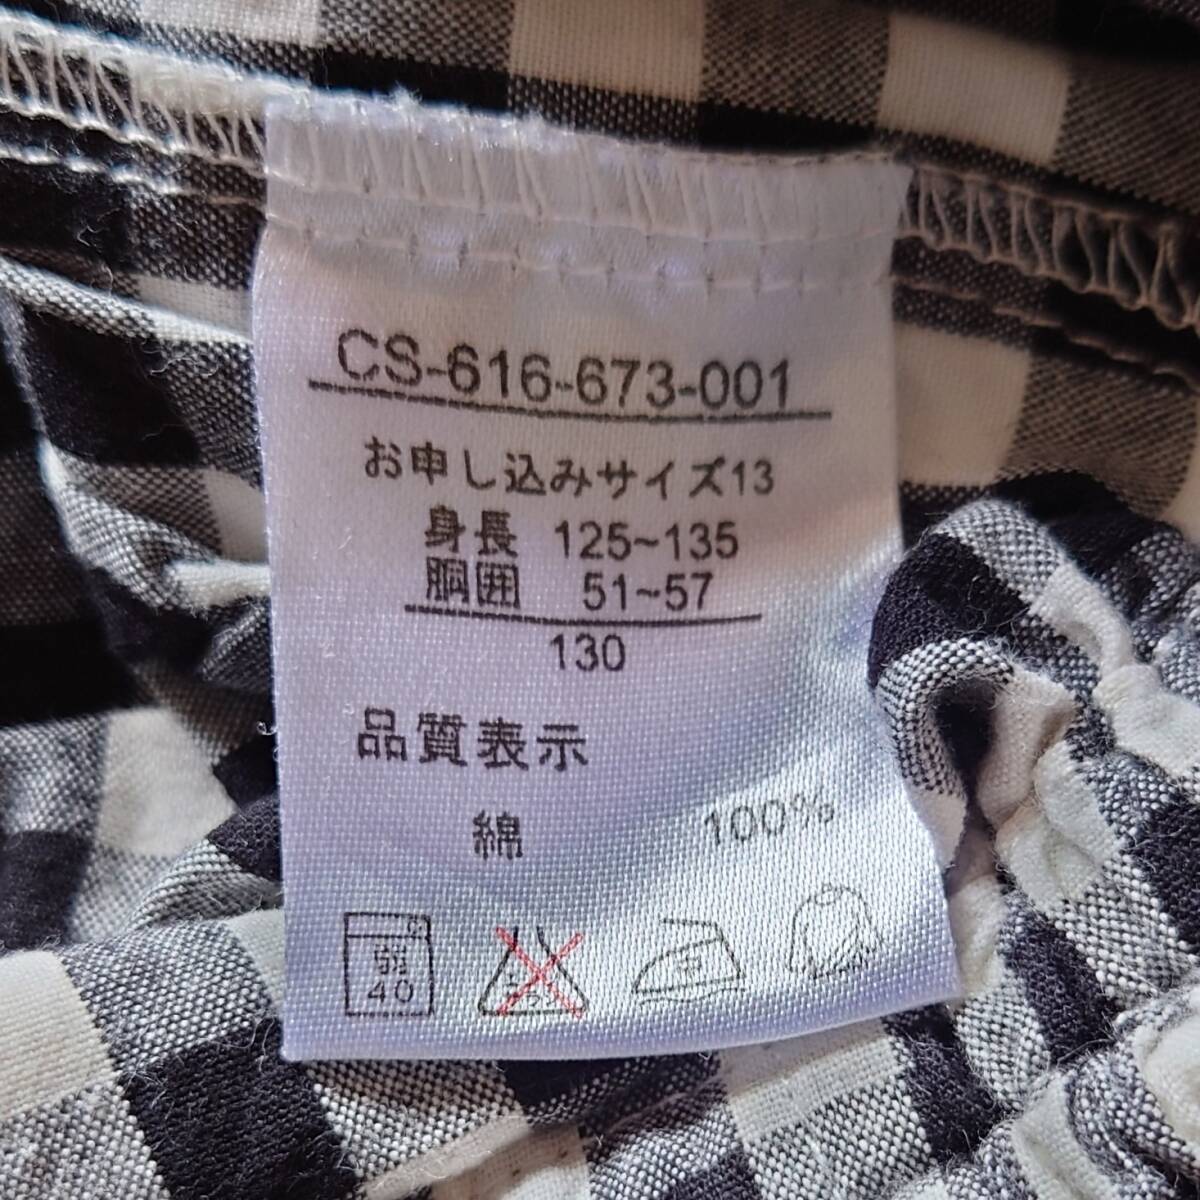 CS-616-673-001
お申し込みサイズ13
身長 125~135
胴囲 51~57
130
品質表示
綿 100%
弱
40
中